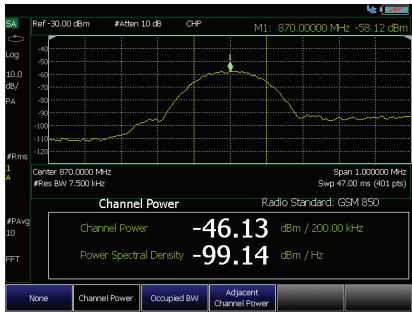 SA Ref -30.00 dBm #Atten 10 dB CHP M1: 870.00000 MHz -58.12 dBm
Log
10.0
dB/
PA
-40
-50
-60
-70
-80
-90
-100
-110
-120
1
#Rms
1
A
Center 870.0000 MHz Span 1.000000 MHz
#Res BW 7.500 kHz Swp 47.00 ms (401 pts)
Channel Power Radio Standard: GSM 850
#PAvg
10
FFT
Channel Power -46.13 dBm / 200.00 kHz
Power Spectral Density -99.14 dBm / Hz
None Channel Power Occupied BW Adjacent
Channel Power